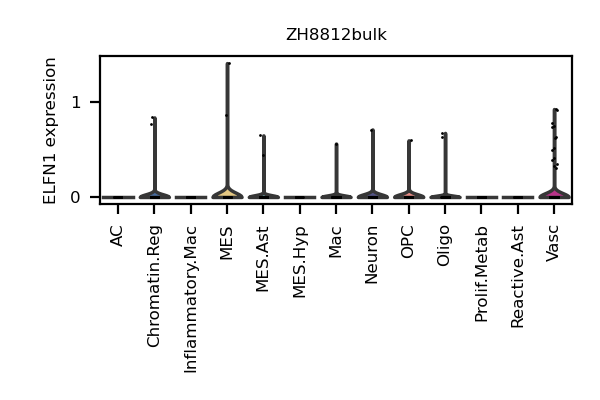 ZH8812bulk
ELFN1 expression
1
0
AC
Chromatin.Reg
Inflammatory.Mac
MES
MES.Ast
MES.Hyp
Mac
Neuron
OPC
Oligo
Prolif.Metab
Reactive.Ast
Vasc